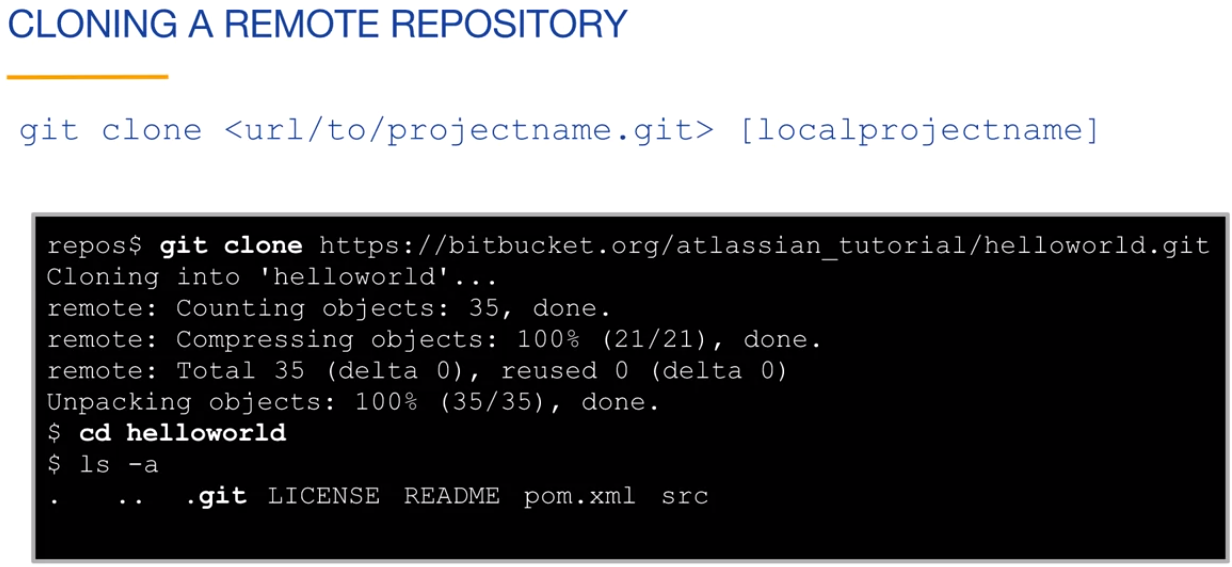 CLONING A REMOTE REPOSITORY
git clone <url/to/projectname.git> [localprojectname]
repos$ git clone https://bitbucket.org/atlassian_tutorial/helloworld.git
Cloning into 'helloworld'...
remote: Counting objects: 35, done.
remote: Compressing objects: 100% (21/21), done.
remote: Total 35 (delta 0), reused 0 (delta 0)
Unpacking objects: 100% (35/35), done.
$ cd helloworld
$ ls -a
. .. .git LICENSE README pom.xml src